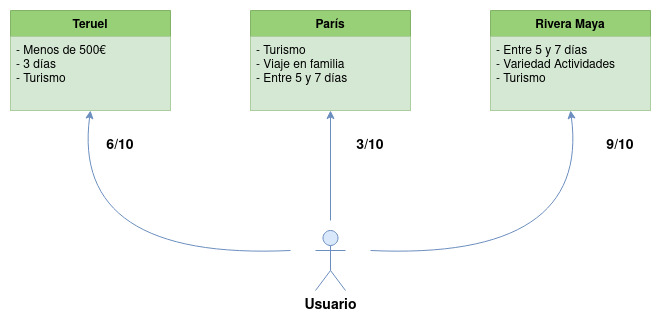 Teruel
- Menos de 500€
- 3 días
- Turismo
París
- Turismo
- Viaje en familia
- Entre 5 y 7 días
Rivera Maya
- Entre 5 y 7 días
- Variedad Actividades
- Turismo
6/10
3/10
9/10
Usuario